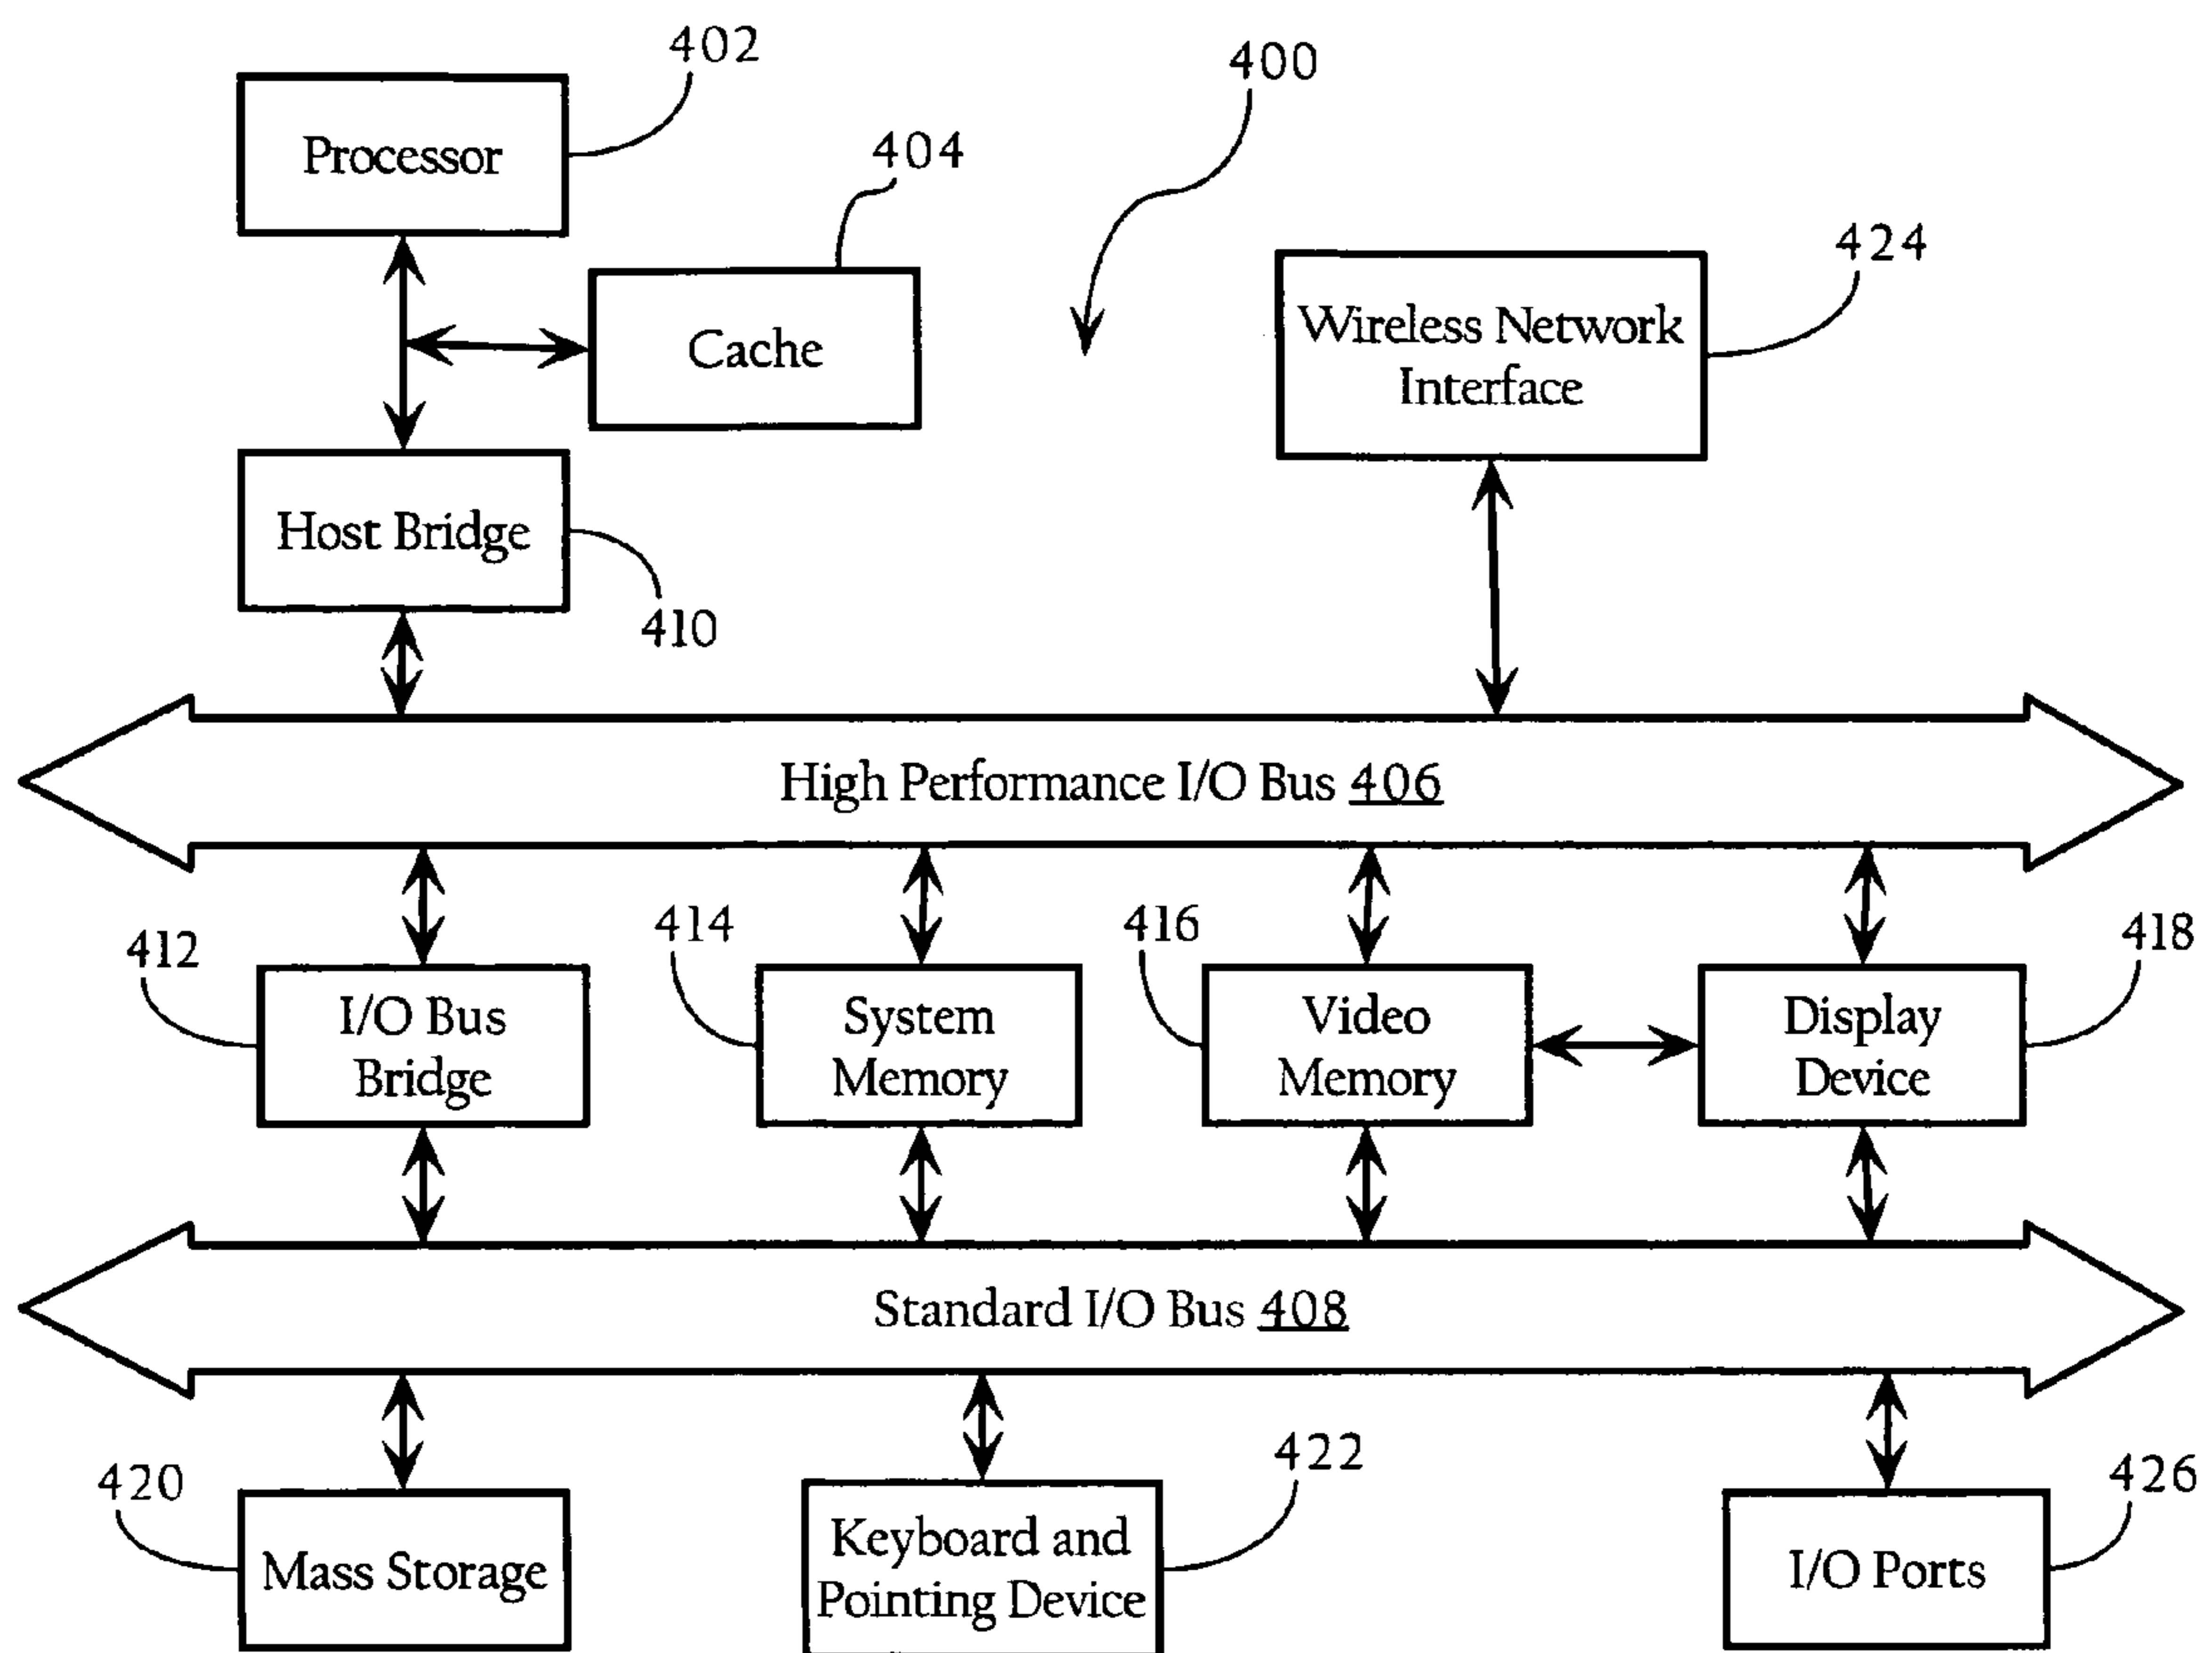 402
400
Processor
404
424
Cache
Wireless Network
Interface
Host Bridge
410
High Performance I/O Bus 406
412
414
416
418
I/O Bus
Bridge
System
Memory
Video
Memory
Display
Device
Standard I/O Bus 408
420
422
426
Mass Storage
Keyboard and
Pointing Device
I/O Ports